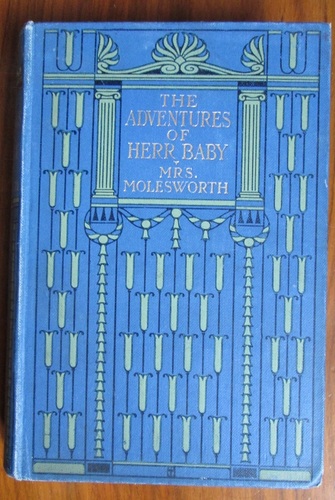 THE
ADVENTURES
OF
HERR BABY
MRS.
MOLESWORTH